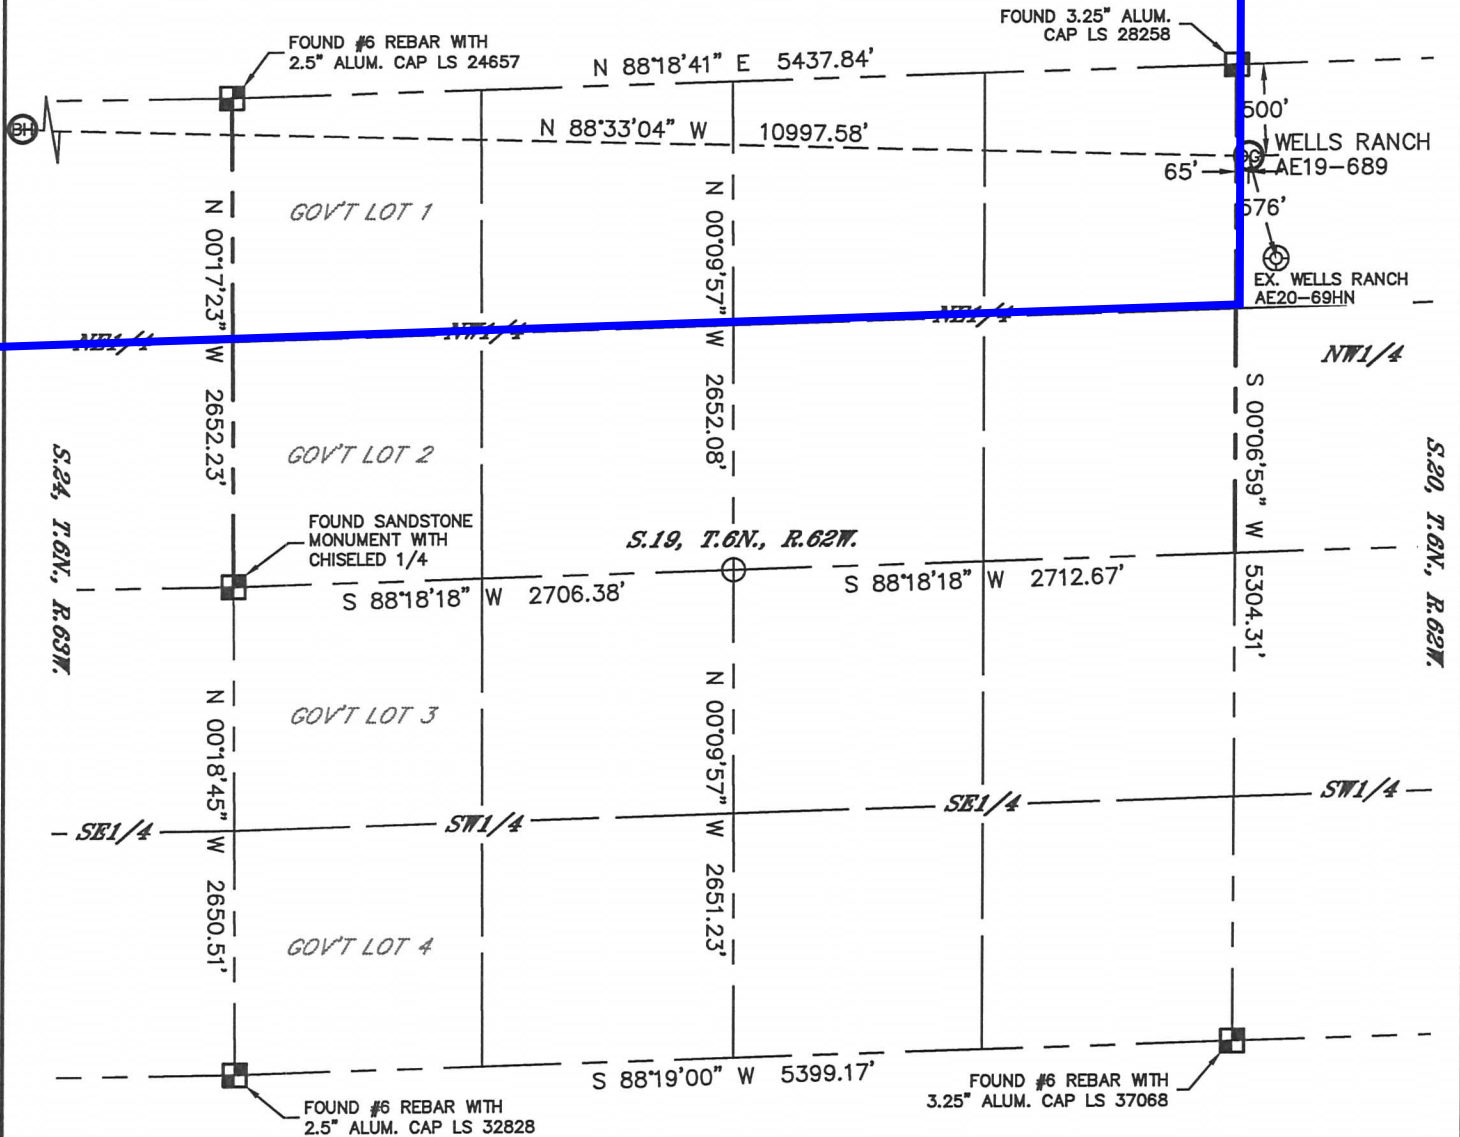 FOUND 3.25" ALUM.
CAP LS 28258
FOUND #6 REBAR WITH
2.5" ALUM. CAP LS 24657
N 88°18'41" E 5437.84'
500'
BH
N 88°33'04" W 10997.58'
WELLS RANCH
AE19-689
65'
576'
GOV'T LOT 1
N 00°17'23" W 2652.23'
N 00°09'57" W 2652.08'
EX. WELLS RANCH
AE20-69HN
NE1/4
NW1/4
NE1/4
NW1/4
S 00°06'59" W 5304.31'
GOV'T LOT 2
S.24, T.6N., R.63W.
S.20, T.6N., R.62W.
FOUND SANDSTONE
MONUMENT WITH
CHISELED 1/4
S.19, T.6N., R.62W.
S 88°18'18" W 2706.38'
S 88°18'18" W 2712.67'
N 00°18'45" W 2650.51'
N 00°09'57" W 2651.23'
GOV'T LOT 3
SE1/4
SW1/4
SE1/4
SW1/4
GOV'T LOT 4
S 88°19'00" W 5399.17'
FOUND #6 REBAR WITH
3.25" ALUM. CAP LS 37068
FOUND #6 REBAR WITH
2.5" ALUM. CAP LS 32828